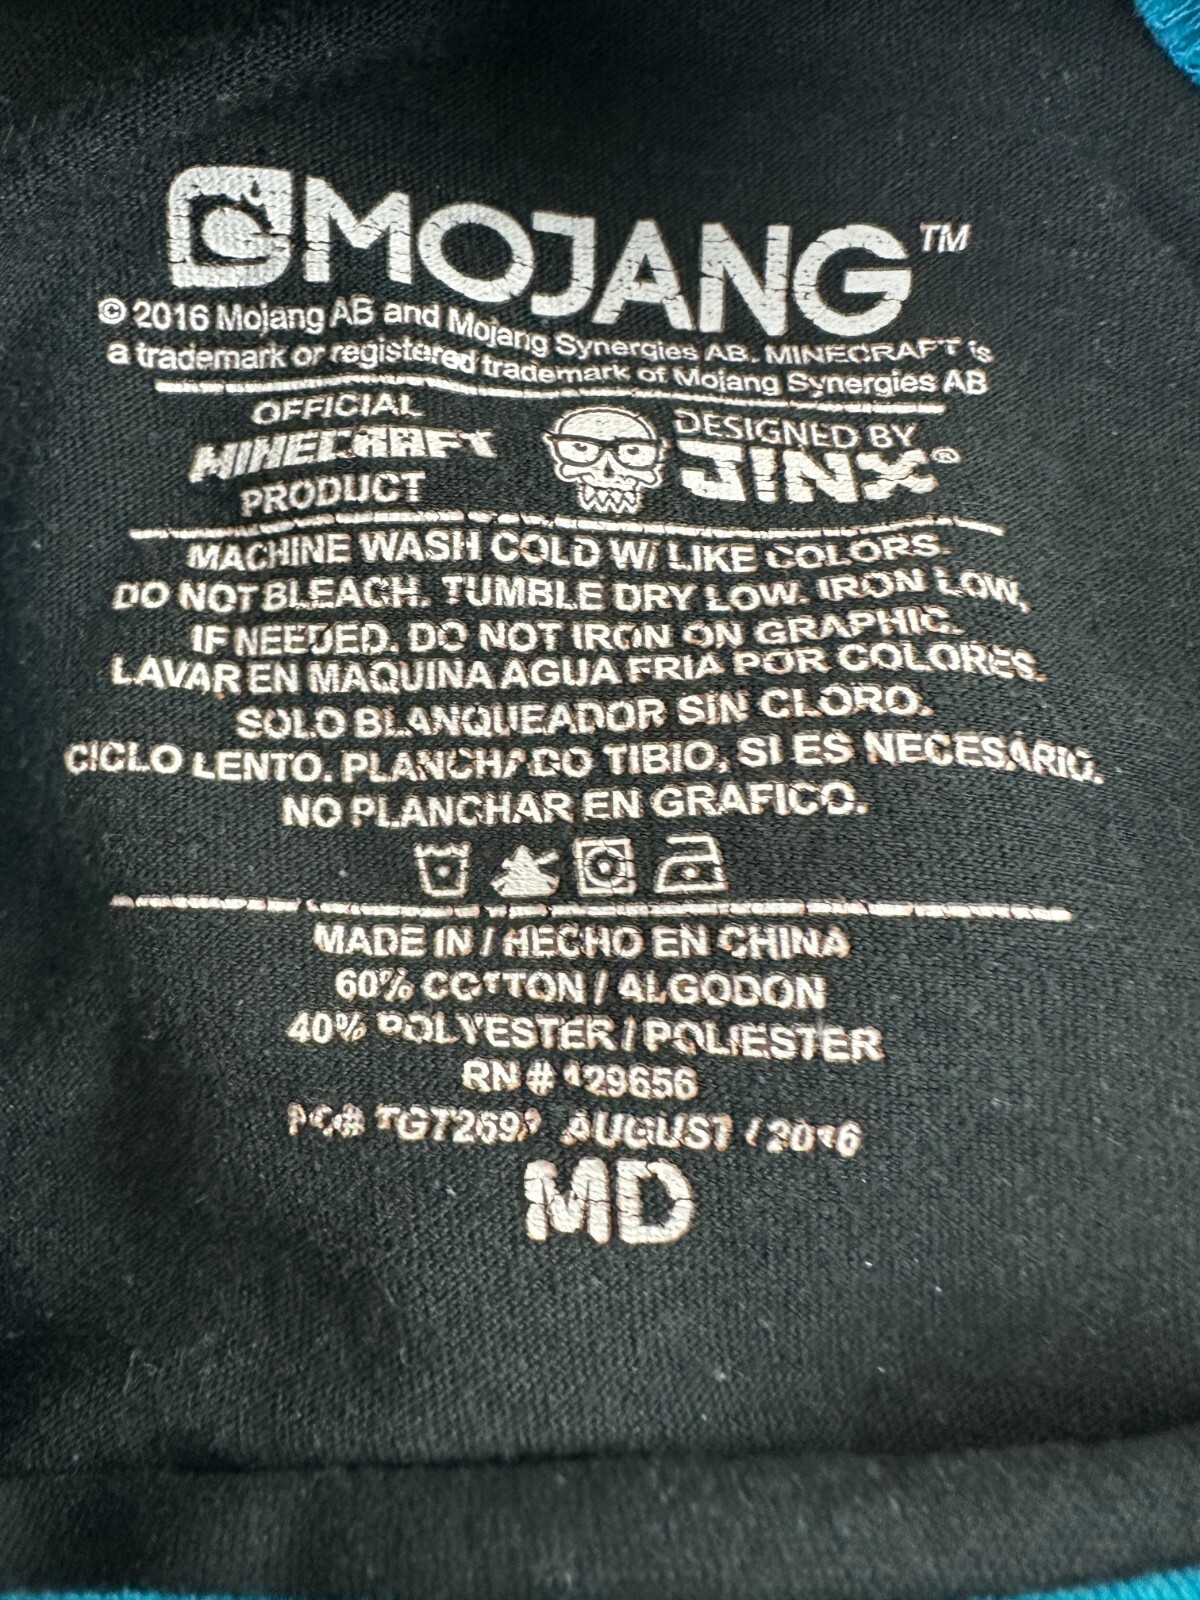 MOJANG™
© 2016 Mojang AB and Mojang Synergies AB. MINECRAFT is
a trademark or registered trademark of Mojang Synergies AB
OFFICIAL
MINECRAFT
PRODUCT
DESIGNED BY
J!NX®
MACHINE WASH COLD W/ LIKE COLORS.
DO NOT BLEACH. TUMBLE DRY LOW. IRON LOW,
IF NEEDED. DO NOT IRON ON GRAPHIC.
LAVAR EN MAQUINA AGUA FRIA POR COLORES.
SOLO BLANQUEADOR SIN CLORO.
CICLO LENTO. PLANCHADO TIBIO, SI ES NECESARIO.
NO PLANCHAR EN GRAFICO.
MADE IN / HECHO EN CHINA
60% COTTON / ALGODON
40% POLYESTER / POLIESTER
RN # 129656
PO# AUGUST / 2016
MD